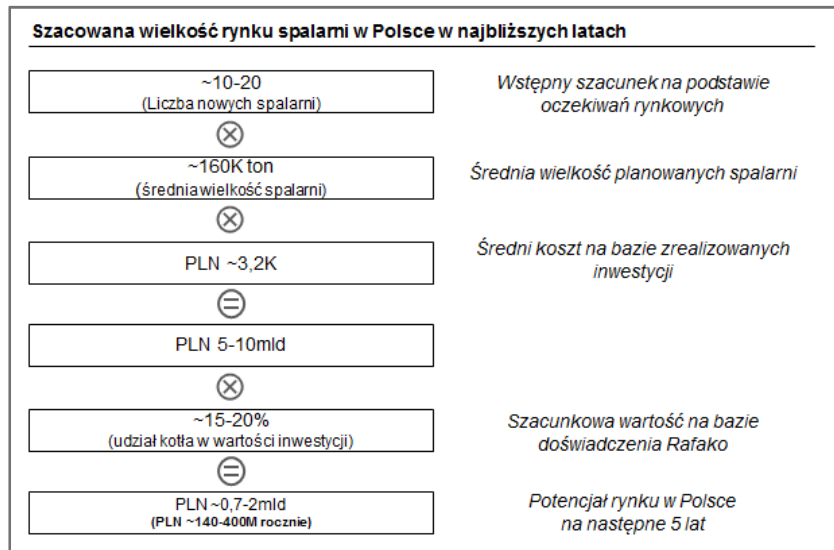 Szacowana wielkość rynku spalarni w Polsce w najbliższych latach
~10-20
(Liczba nowych spalarni)
Wstępny szacunek na podstawie
oczekiwań rynkowych
~160K ton
(średnia wielkość spalarni)
Średnia wielkość planowanych spalarni
PLN ~3,2K
Średni koszt na bazie zrealizowanych
inwestycji
PLN 5-10mld
~15-20%
(udział kotła w wartości inwestycji)
Szacunkowa wartość na bazie
doświadczenia Rafako
PLN ~0,7-2mld
(PLN ~140-400M rocznie)
Potencjał rynku w Polsce
na następne 5 lat